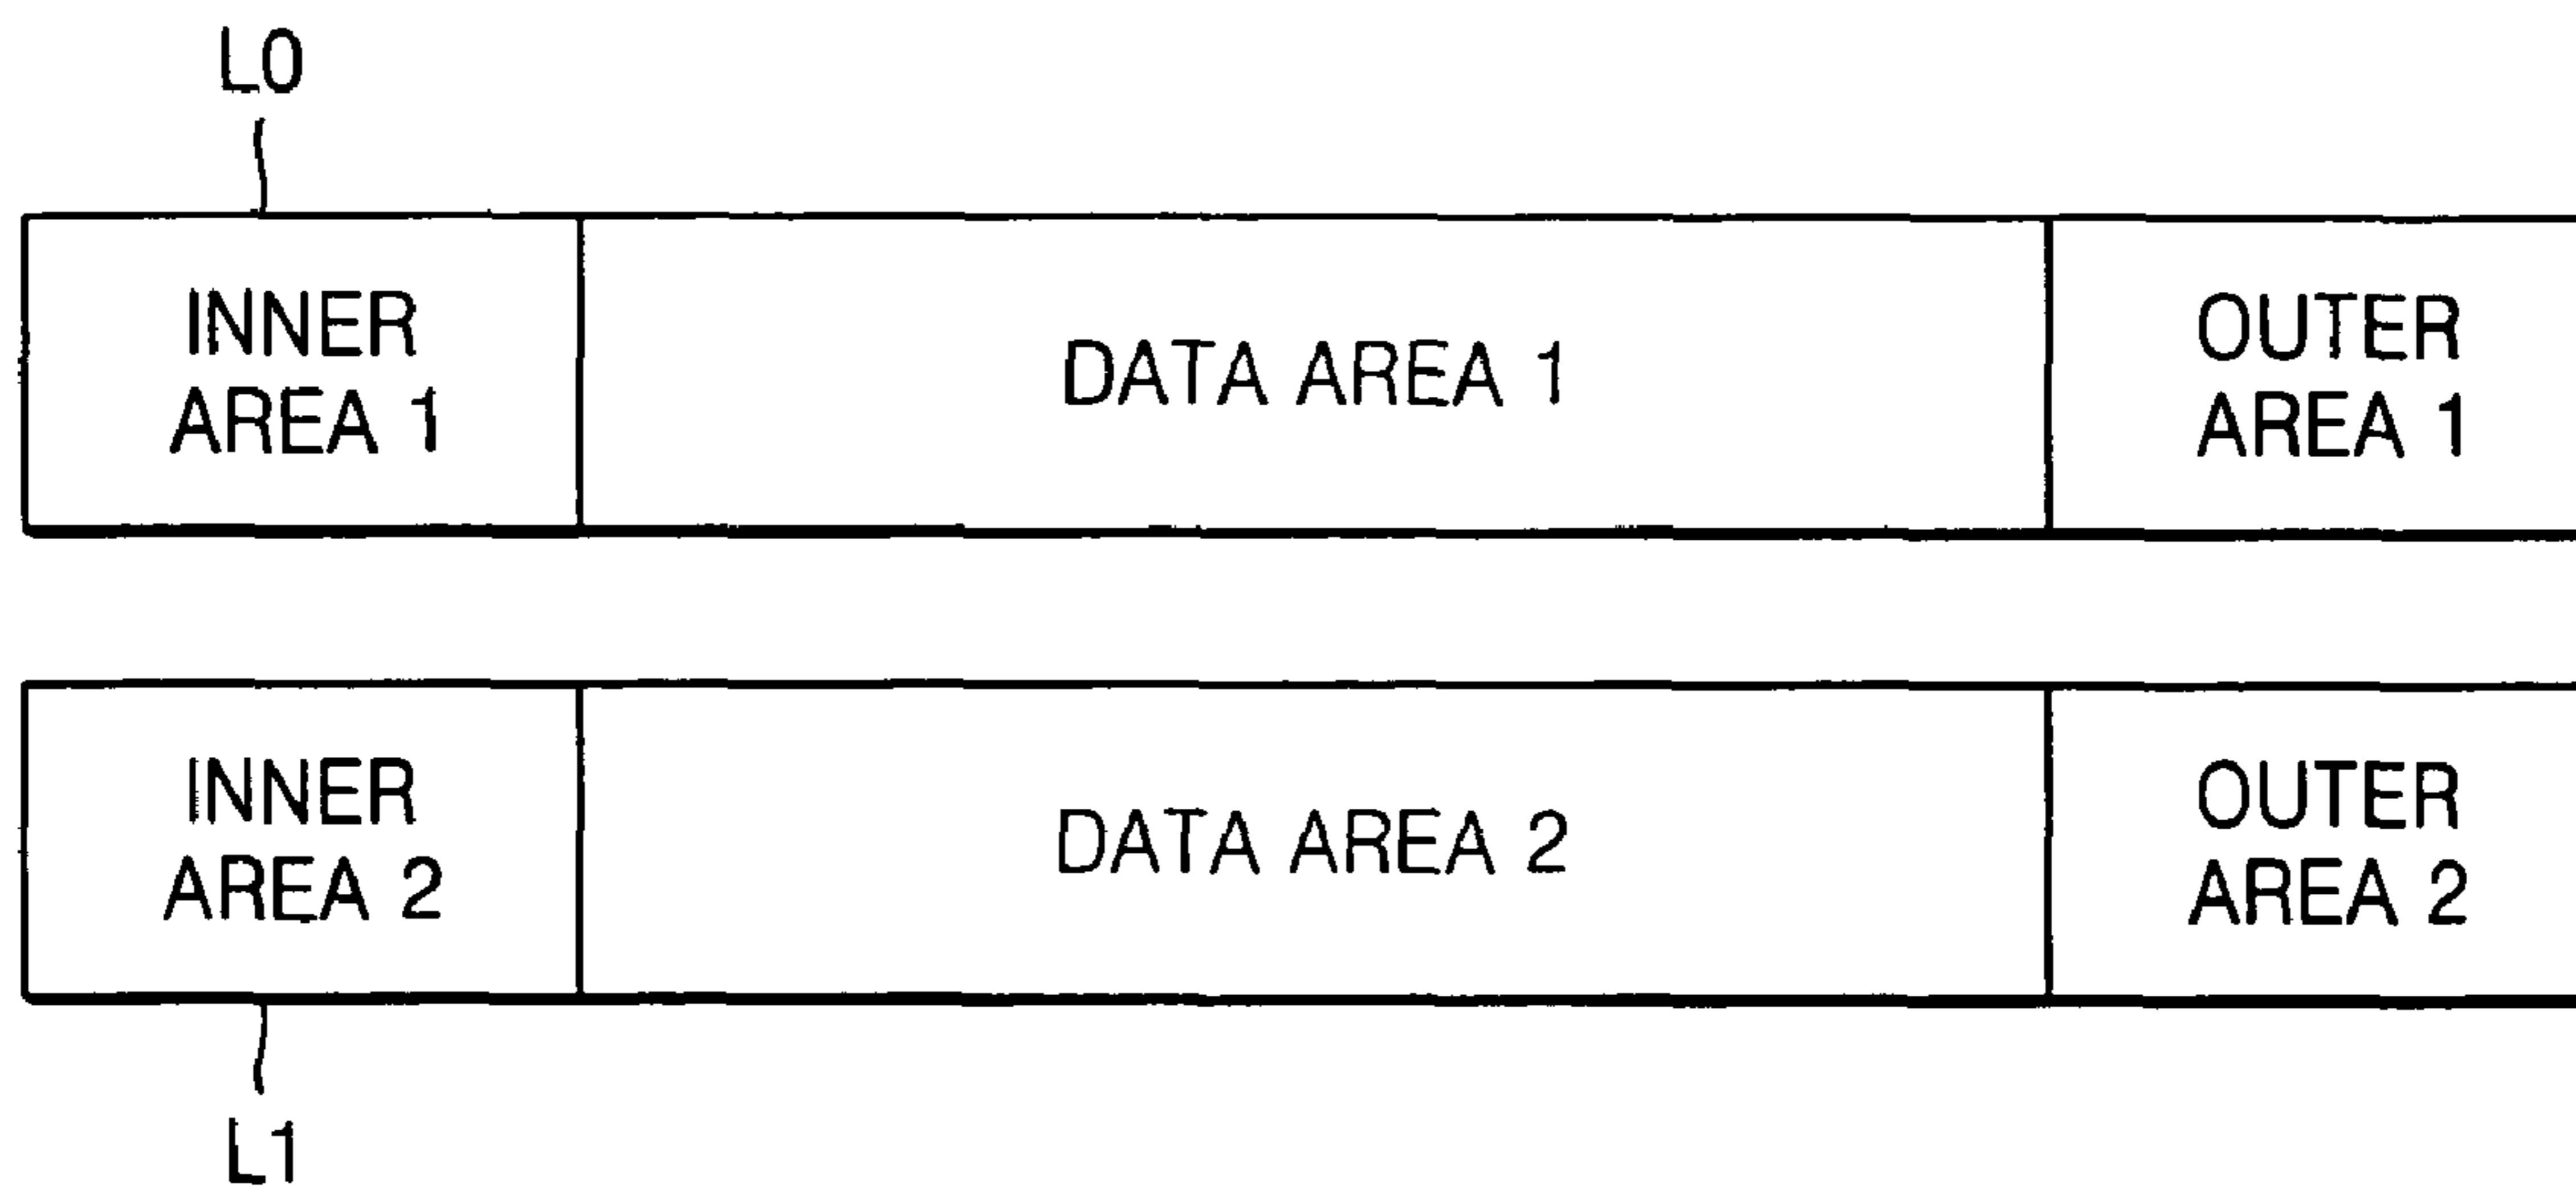 L0
INNER
AREA 1
DATA AREA 1
OUTER
AREA 1
INNER
AREA 2
DATA AREA 2
OUTER
AREA 2
L1